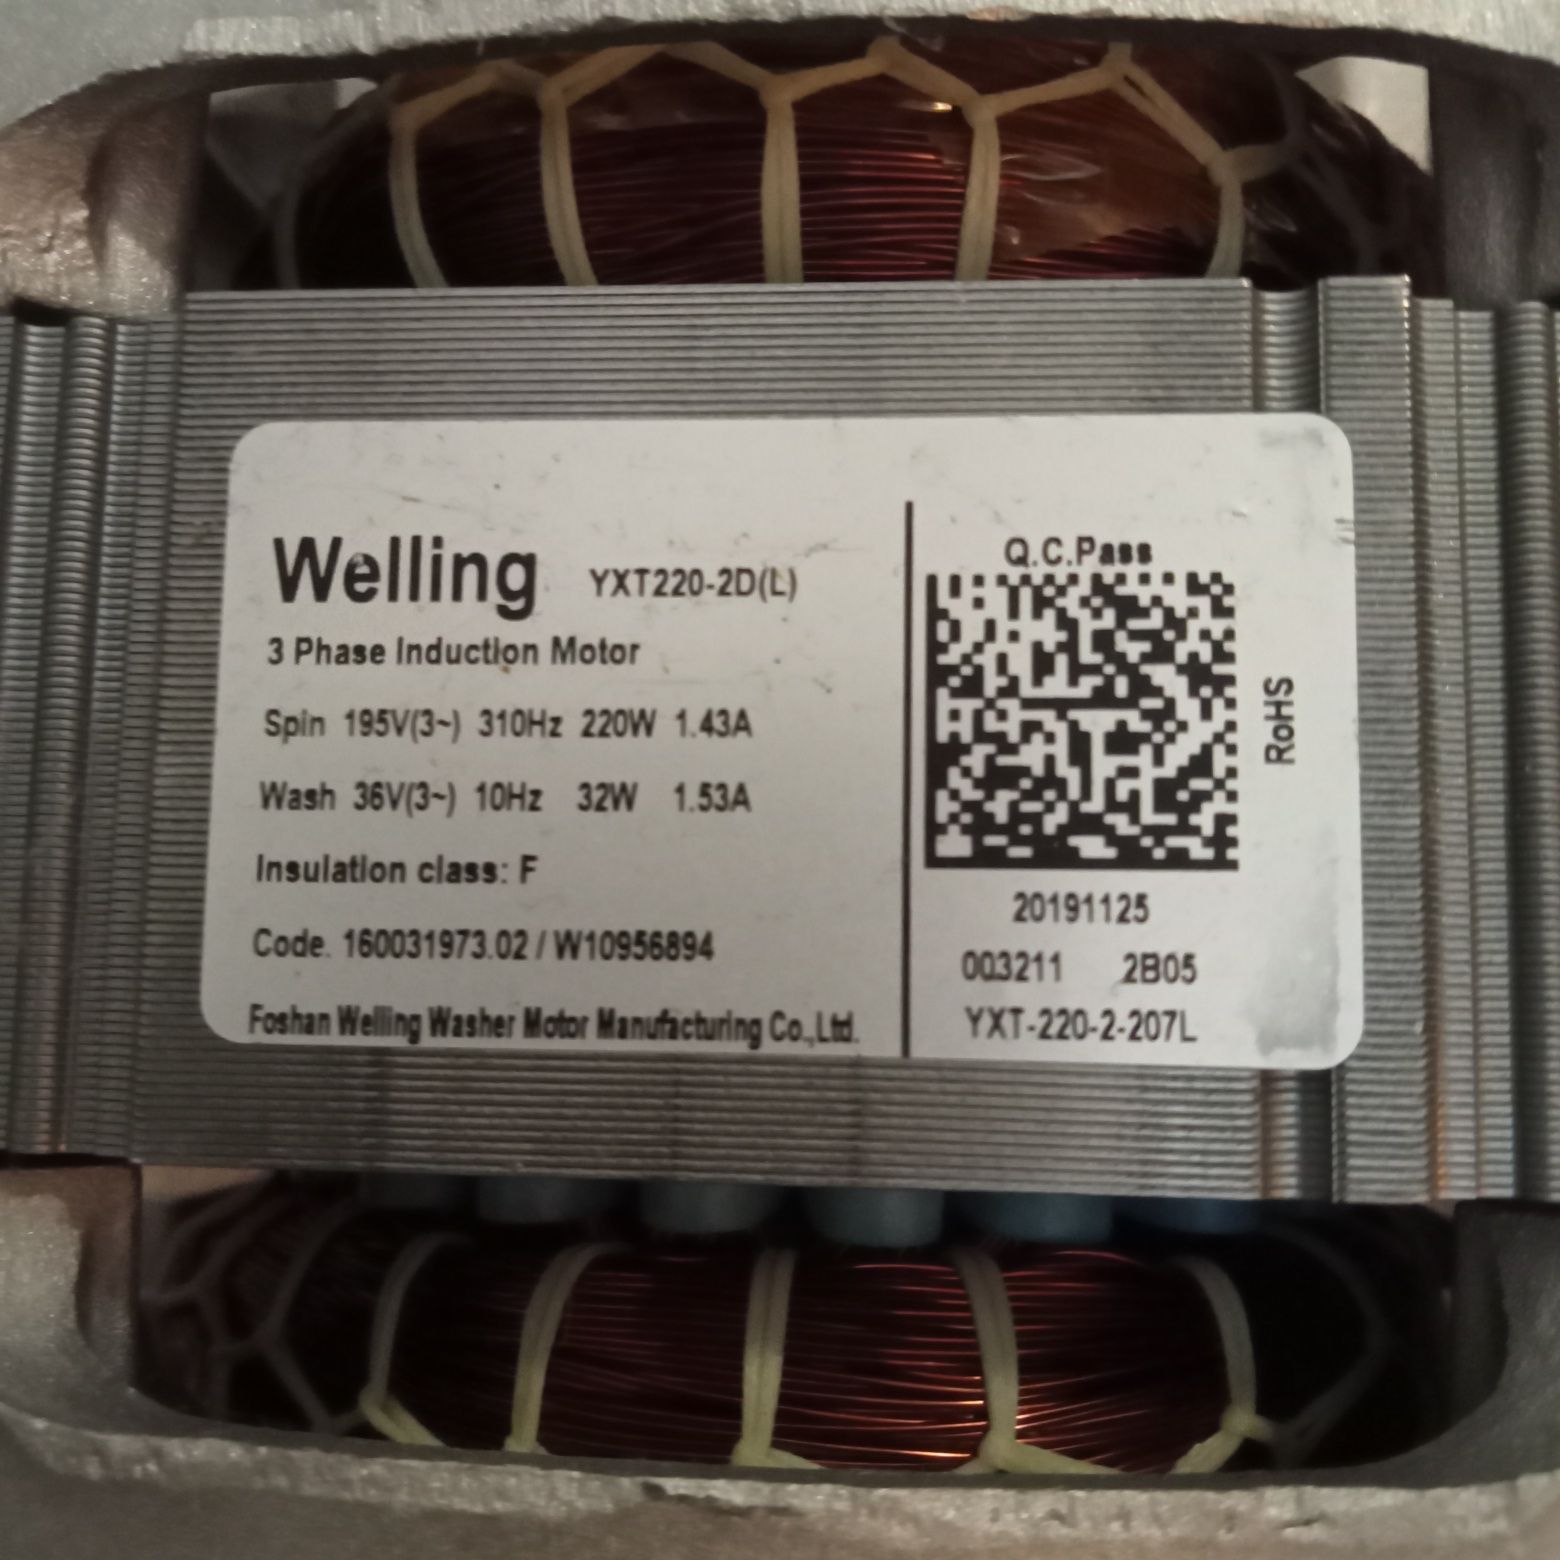 Welling YXT220-2D(L)
3 Phase Induction Motor
Spin 195V(3~) 310Hz 220W 1.43A
Wash 36V(3~) 10Hz 32W 1.53A
Insulation class: F
Code. 160031973.02 / W10956894
Foshan Welling Washer Motor Manufacturing Co.,Ltd.
Q.C.Pass
RoHS
20191125
003211 2B05
YXT-220-2-207L